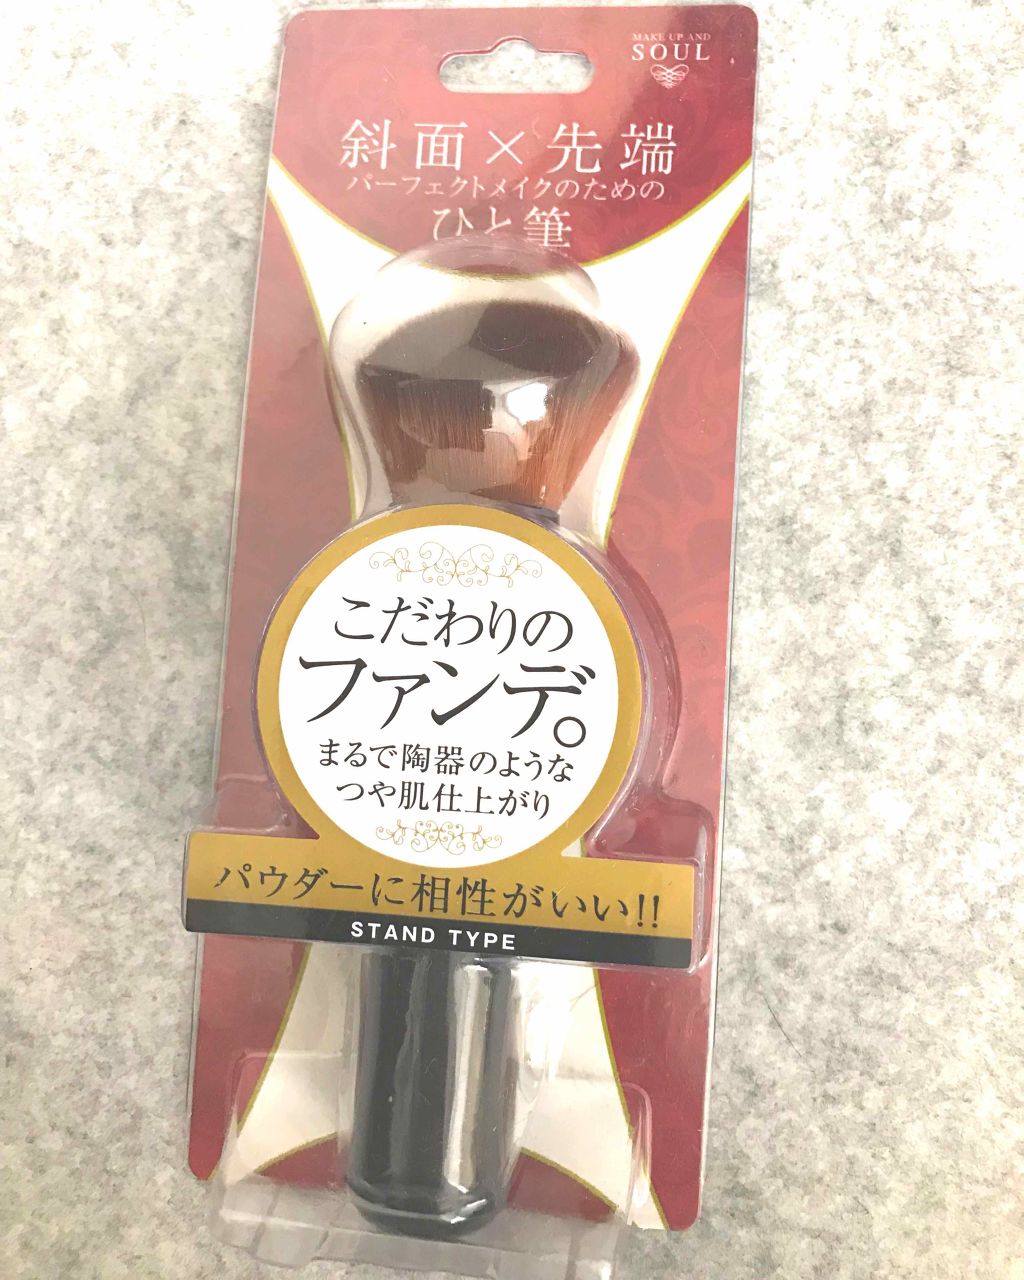 MAKE UP AND
SOUL
斜面×先端
パーフェクトメイクのための
ひと筆
こだわりの
ファンデ。
まるで陶器のような
つや肌仕上がり
パウダーに相性がいい!!
STAND TYPE